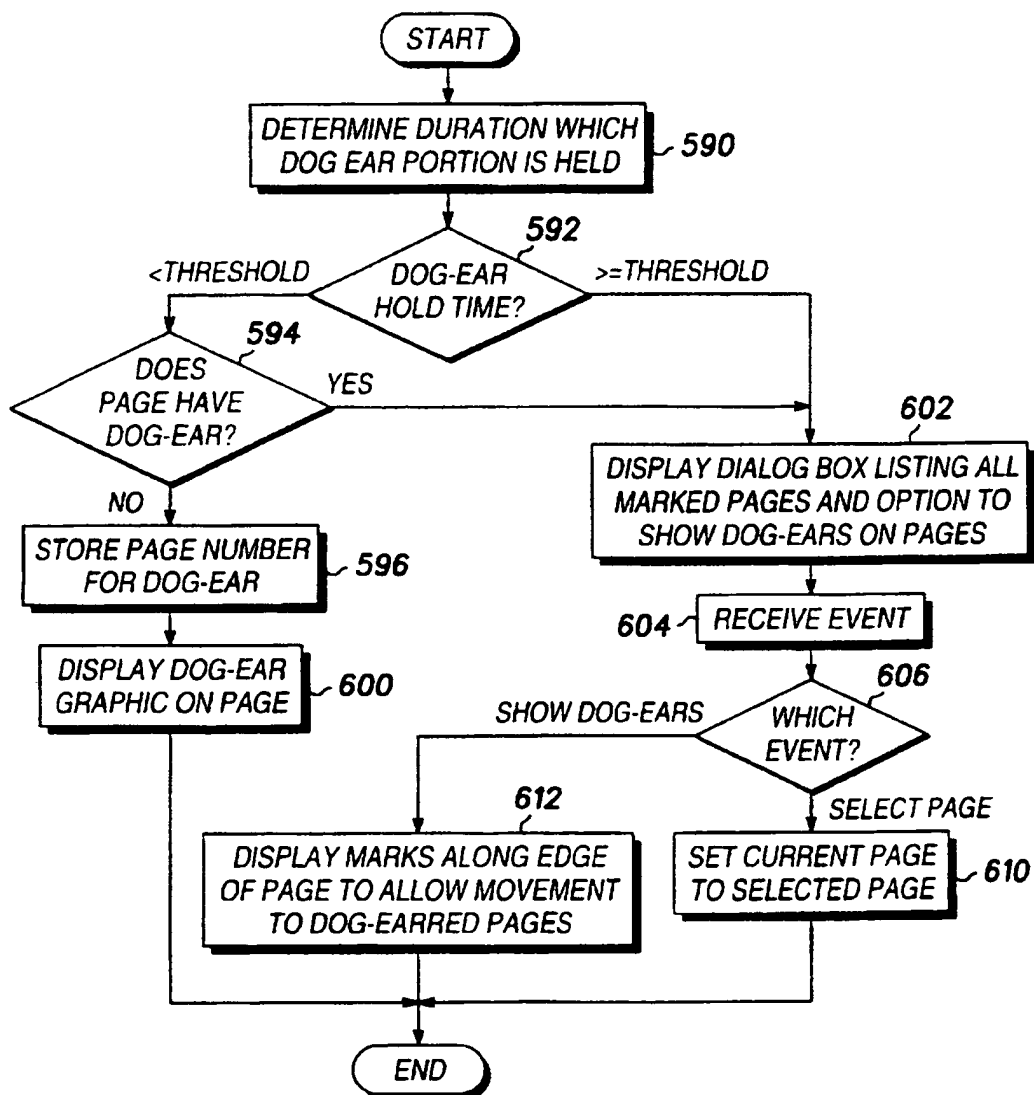 START
DETERMINE DURATION WHICH
DOG EAR PORTION IS HELD
590
592
<THRESHOLD
DOG-EAR
HOLD TIME?
>=THRESHOLD
594
DOES
PAGE HAVE
DOG-EAR?
YES
NO
602
DISPLAY DIALOG BOX LISTING ALL
MARKED PAGES AND OPTION TO
SHOW DOG-EARS ON PAGES
STORE PAGE NUMBER
FOR DOG-EAR
596
604
RECEIVE EVENT
DISPLAY DOG-EAR
GRAPHIC ON PAGE
600
606
SHOW DOG-EARS
WHICH
EVENT?
SELECT PAGE
612
DISPLAY MARKS ALONG EDGE
OF PAGE TO ALLOW MOVEMENT
TO DOG-EARRED PAGES
SET CURRENT PAGE
TO SELECTED PAGE
610
END